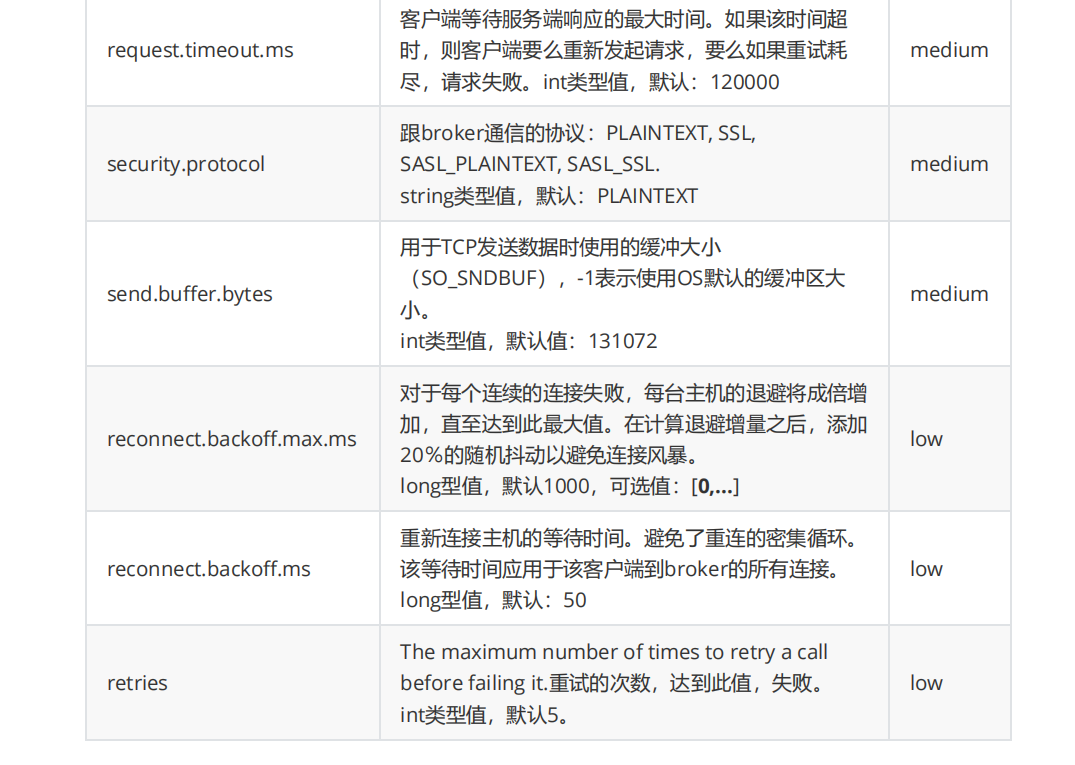 request.timeout.ms
客户端等待服务端响应的最大时间。如果该时间超
时，则客户端要么重新发起请求，要么如果重试耗
尽，请求失败。int类型值，默认：120000
medium
security.protocol
跟broker通信的协议：PLAINTEXT, SSL,
SASL_PLAINTEXT, SASL_SSL.
string类型值，默认：PLAINTEXT
medium
send.buffer.bytes
用于TCP发送数据时使用的缓冲大小
（SO_SNDBUF），-1表示使用OS默认的缓冲区大
小。
int类型值，默认值：131072
medium
reconnect.backoff.max.ms
对于每个连续的连接失败，每台主机的退避将成倍增
加，直至达到此最大值。在计算退避增量之后，添加
20％的随机抖动以避免连接风暴。
long型值，默认1000，可选值：[0,...]
low
reconnect.backoff.ms
重新连接主机的等待时间。避免了重连的密集循环。
该等待时间应用于该客户端到broker的所有连接。
long型值，默认：50
low
retries
The maximum number of times to retry a call
before failing it.重试的次数，达到此值，失败。
int类型值，默认5。
low